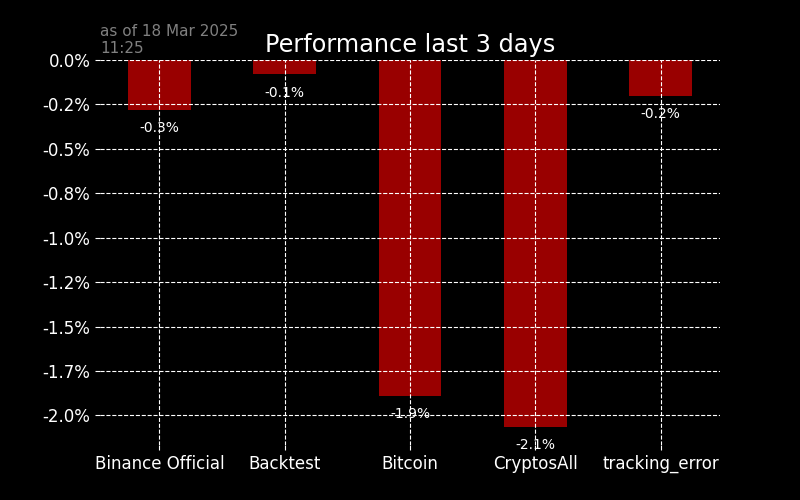 as of 18 Mar 2025
11:25
Performance last 3 days
0.0%
-0.2%
-0.5%
-0.8%
-1.0%
-1.2%
-1.5%
-1.7%
-2.0%
-0.3%
-0.1%
-1.9%
-2.1%
-0.2%
Binance Official
Backtest
Bitcoin
CryptosAll
tracking_error